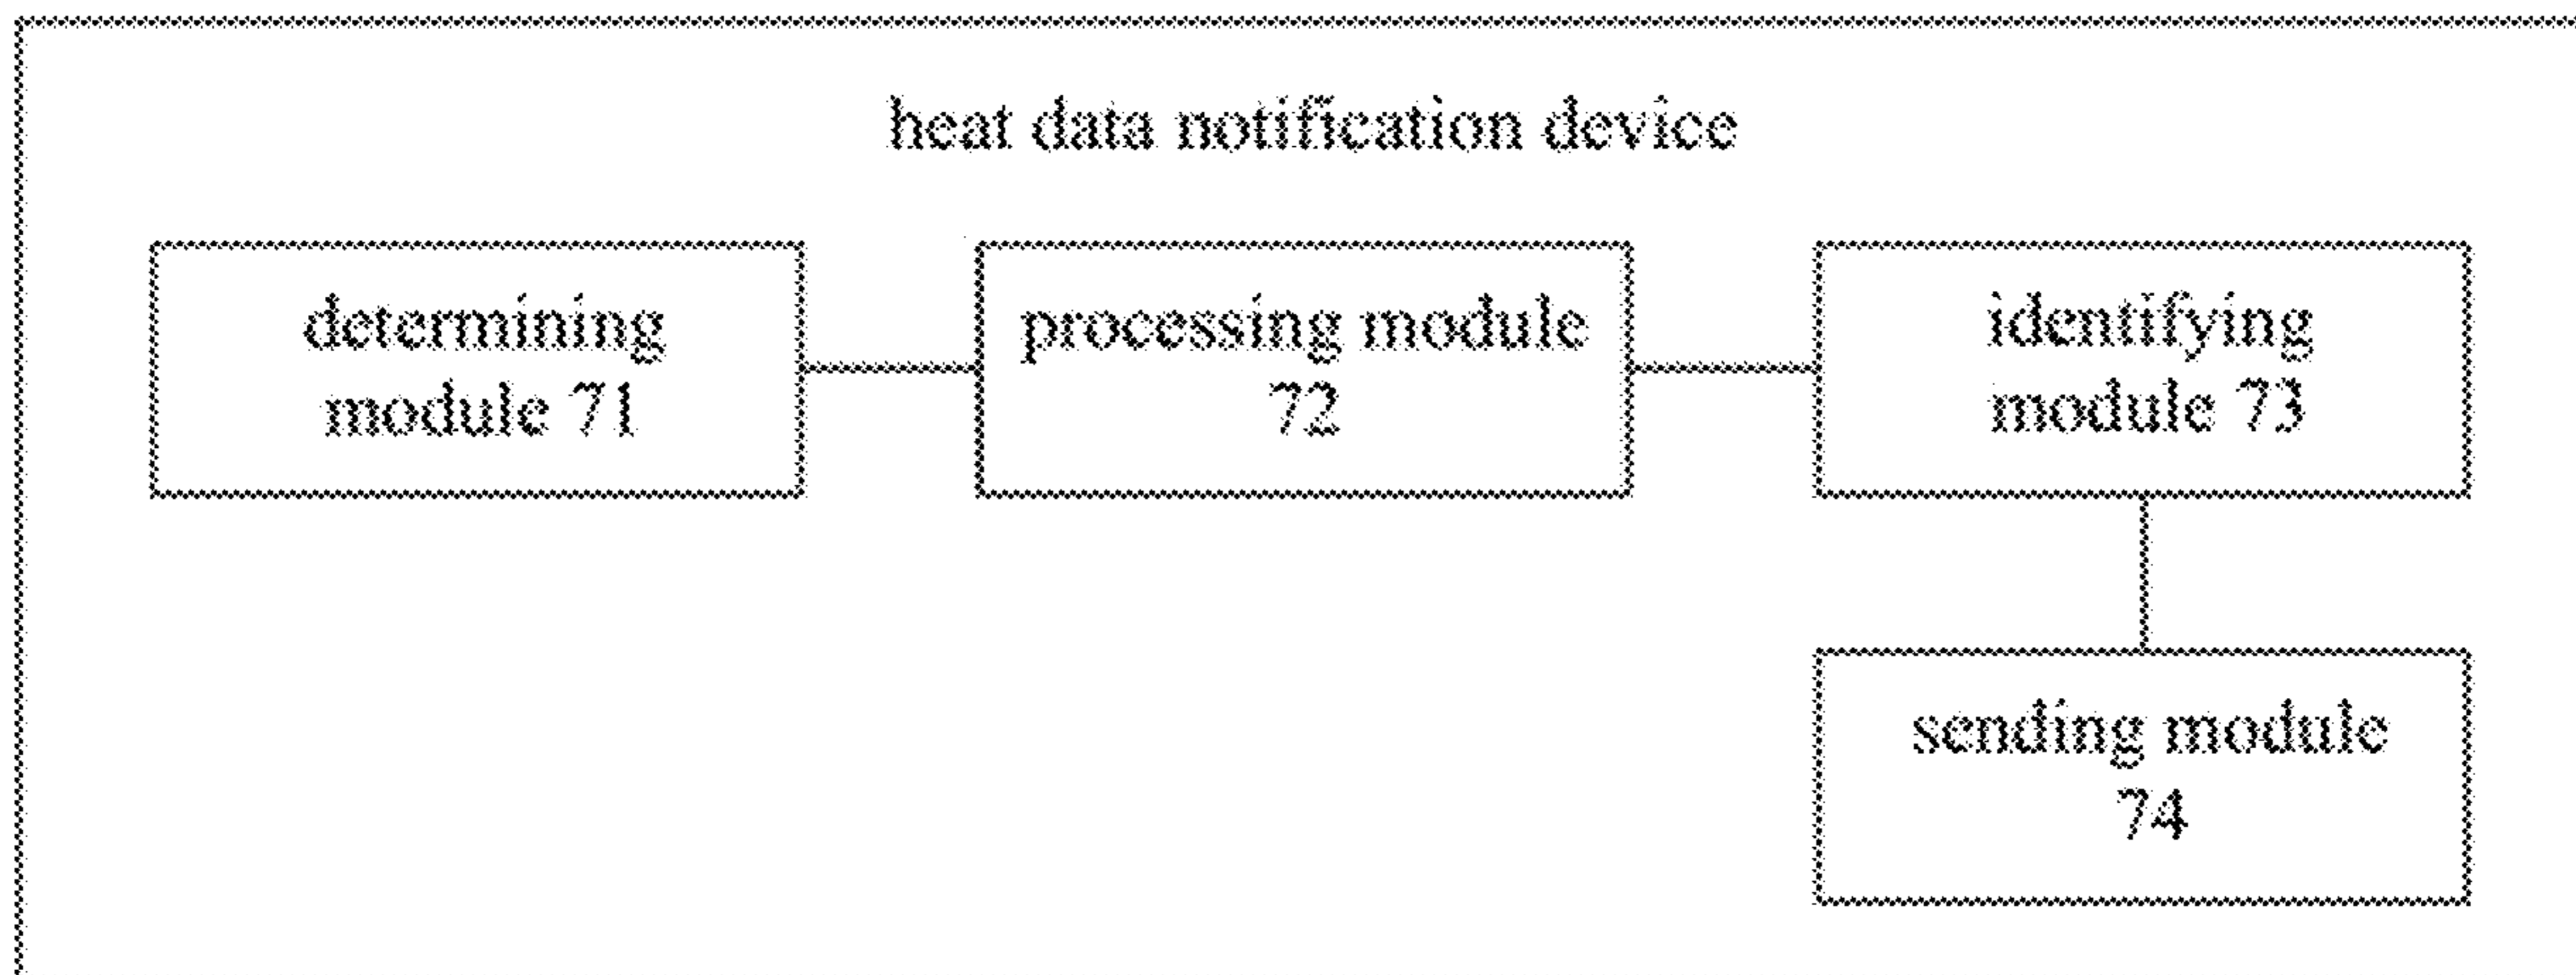 heat data notification device
determining
module 71
processing module
72
identifying
module 73
sending module
74